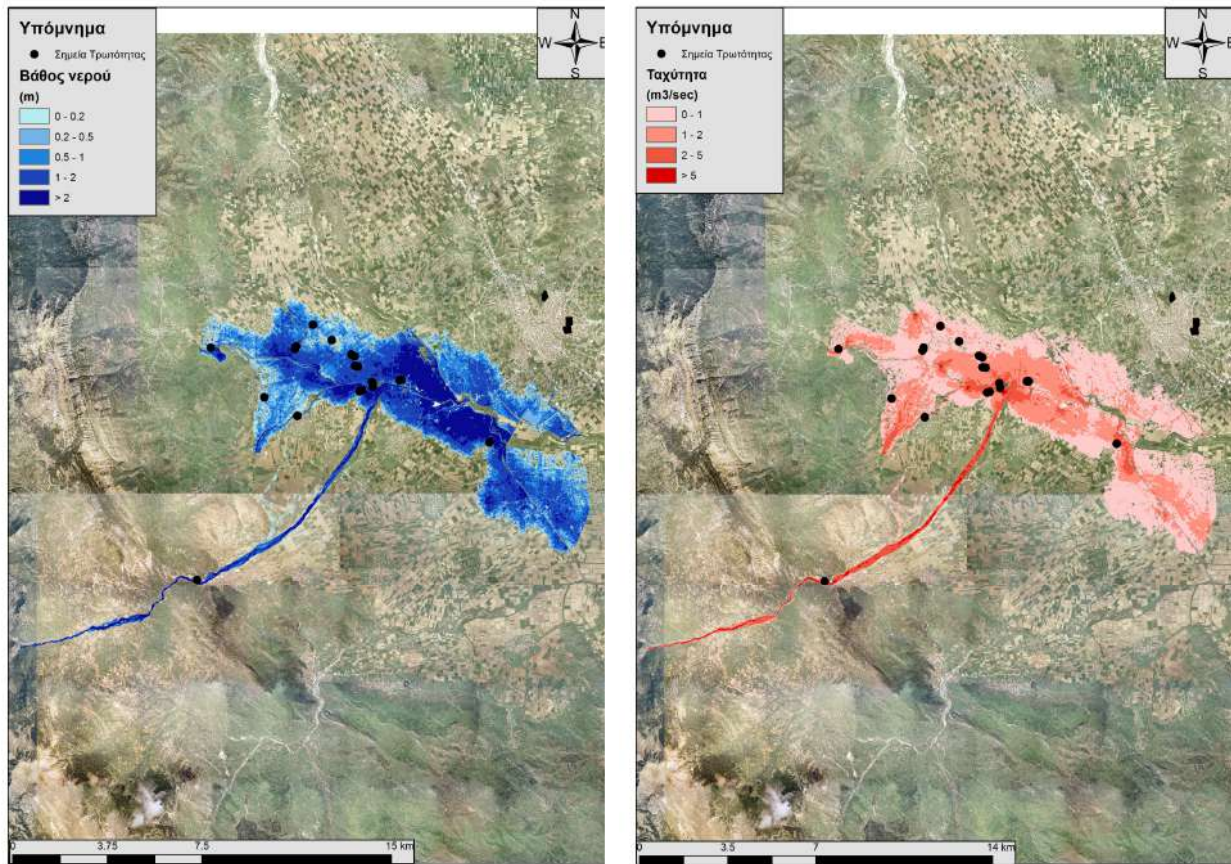 Υπόμνημα
Σημεία Τρωτότητας
Βάθος νερού
(m)
0 - 0.2
0.2 - 0.5
0.5 - 1
1 - 2
> 2
N
W E
S
0 3.75 7.5 15 km
Υπόμνημα
Σημεία Τρωτότητας
Ταχύτητα
(m3/sec)
0 - 1
1 - 2
2 - 5
> 5
N
W E
S
0 3.5 7 14 km